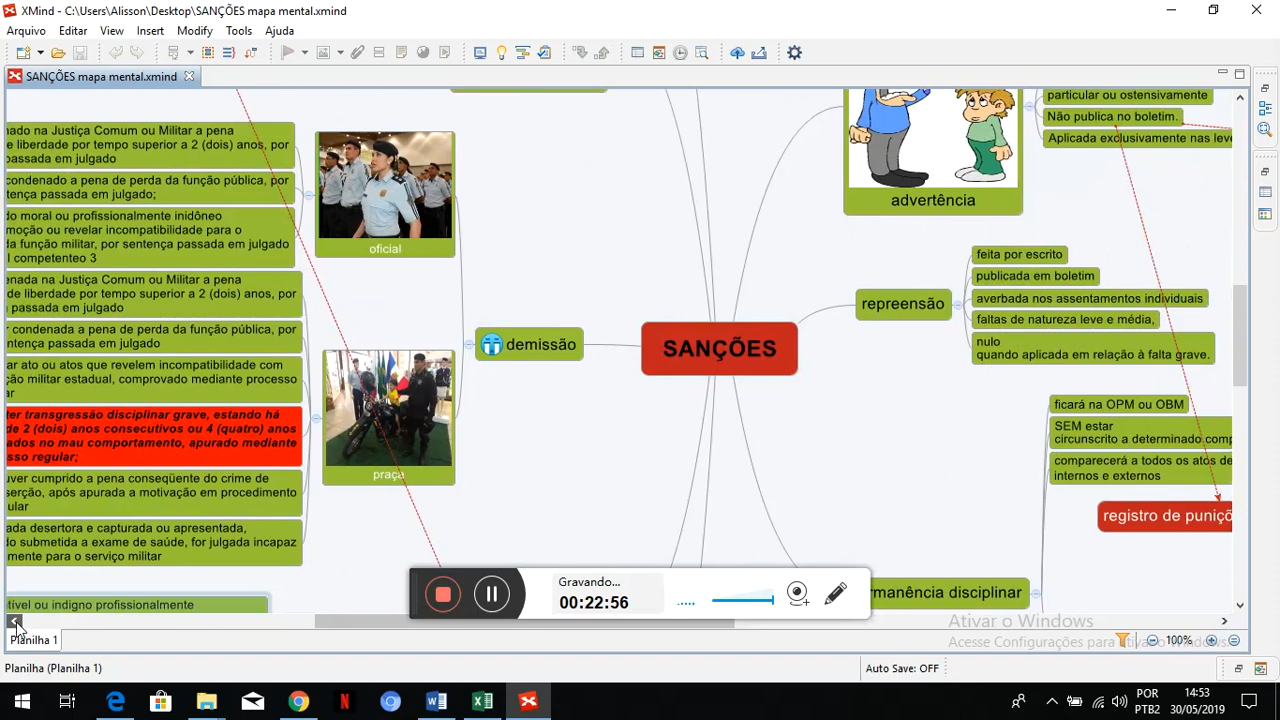 XMind - C:\Users\Alisson\Desktop\SANÇÕES mapa mental.xmind
Arquivo Editar View Insert Modify Tools Ajuda
SANÇÕES mapa mental.xmind
nado na Justiça Comum ou Militar a pena
e liberdade por tempo superior a 2 (dois) anos, por
passada em julgado
condenado a pena de perda da função pública, por
tença passada em julgado;
do moral ou profissionalmente inidôneo
moção ou revelar incompatibilidade para o
a função militar, por sentença passada em julgado
l competenteo 3
oficial
enada na Justiça Comum ou Militar a pena
de liberdade por tempo superior a 2 (dois) anos, por
passada em julgado
r condenada a pena de perda da função pública, por
tença passada em julgado
ar ato ou atos que revelem incompatibilidade com
ção militar estadual, comprovado mediante processo
ar
ter transgressão disciplinar grave, estando há
de 2 (dois) anos consecutivos ou 4 (quatro) anos
ados no mau comportamento, apurado mediante
sso regular;
uver cumprido a pena conseqüente do crime de
serção, após apurada a motivação em procedimento
ular
ada desertora e capturada ou apresentada,
do submetida a exame de saúde, for julgada incapaz
mente para o serviço militar
praça
tível ou indigno profissionalmente
demissão
SANÇÕES
advertência
particular ou ostensivamente
Não publica no boletim.
Aplicada exclusivamente nas leve
repreensão
feita por escrito
publicada em boletim
averbada nos assentamentos individuais
faltas de natureza leve e média,
nulo
quando aplicada em relação à falta grave.
ficará na OPM ou OBM
SEM estar
circunscrito a determinado comp
comparecerá a todos os atos de
internos e externos
registro de puniçõ
rmanência disciplinar
Gravando...
00:22:56
Ativar o Windows
Acesse Configurações para ativar o Windows.
Planilha 1
100%
Planilha (Planilha 1)
Auto Save: OFF
POR
PTB2
14:53
30/05/2019